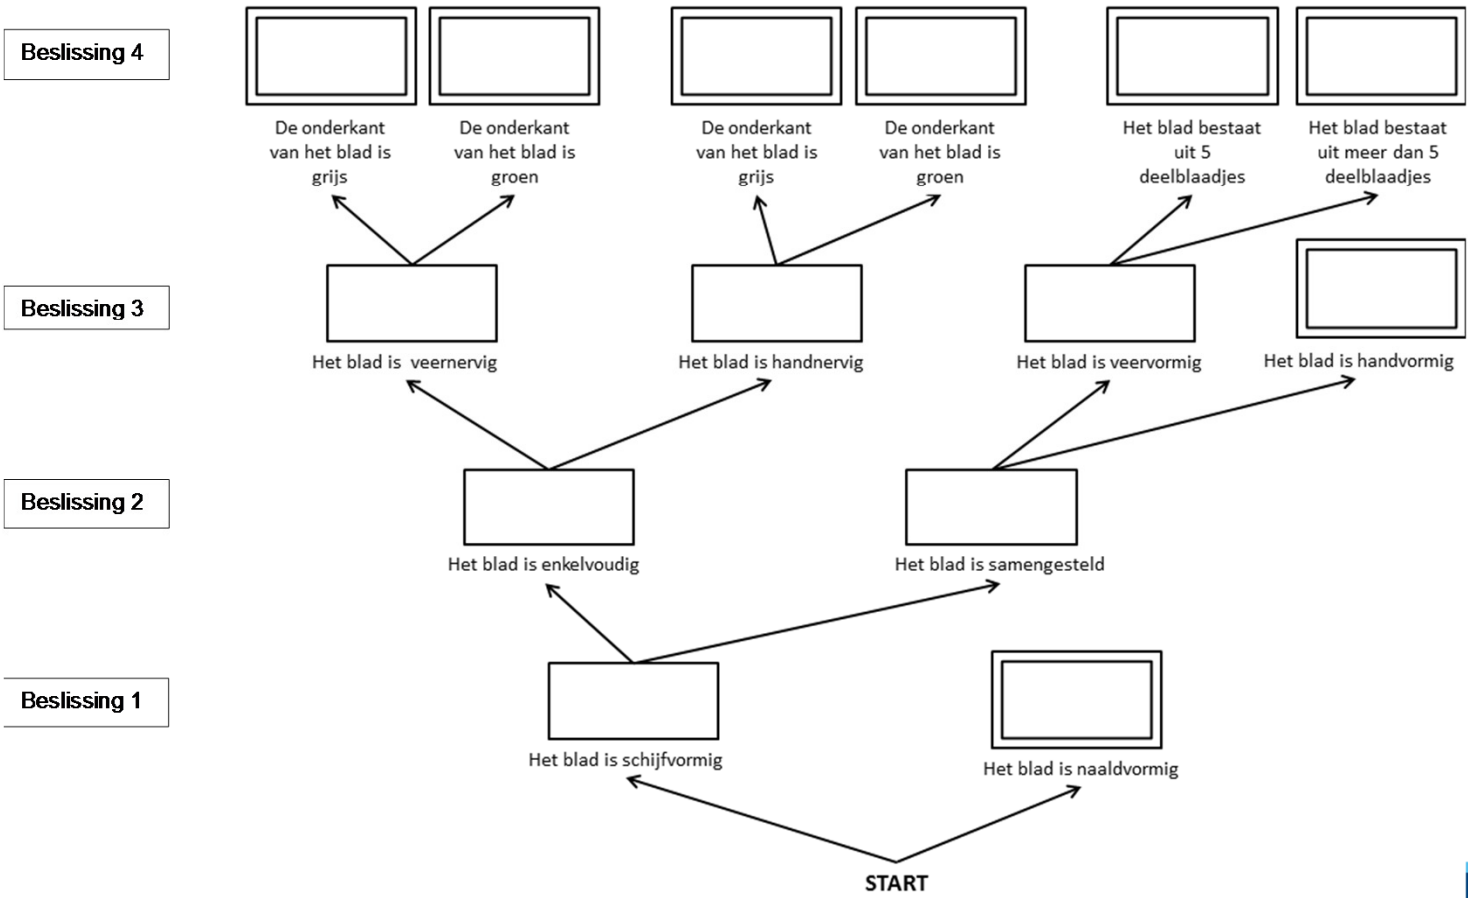 Beslissing 4
De onderkant
van het blad is
grijs
De onderkant
van het blad is
groen
De onderkant
van het blad is
grijs
De onderkant
van het blad is
groen
Het blad bestaat
uit 5
deelblaadjes
Het blad bestaat
uit meer dan 5
deelblaadjes
Beslissing 3
Het blad is veernervig
Het blad is handnervig
Het blad is veervormig
Het blad is handvormig
Beslissing 2
Het blad is enkelvoudig
Het blad is samengesteld
Beslissing 1
Het blad is schijfvormig
Het blad is naaldvormig
START